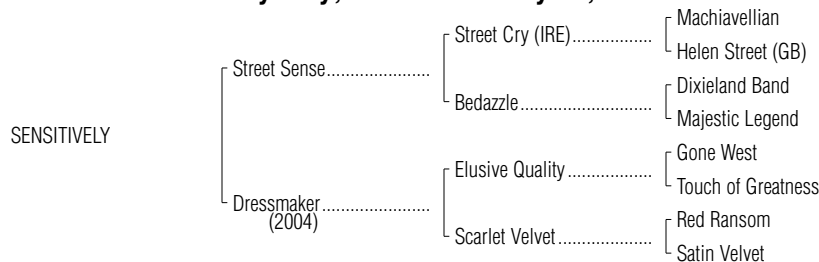 Machiavellian
Street Cry (IRE)...................
Helen Street (GB)
Street Sense......................
Dixieland Band
Bedazzle............................
Majestic Legend
SENSITIVELY
Gone West
Elusive Quality....................
Touch of Greatness
Dressmaker.......................
(2004)
Red Ransom
Scarlet Velvet......................
Satin Velvet